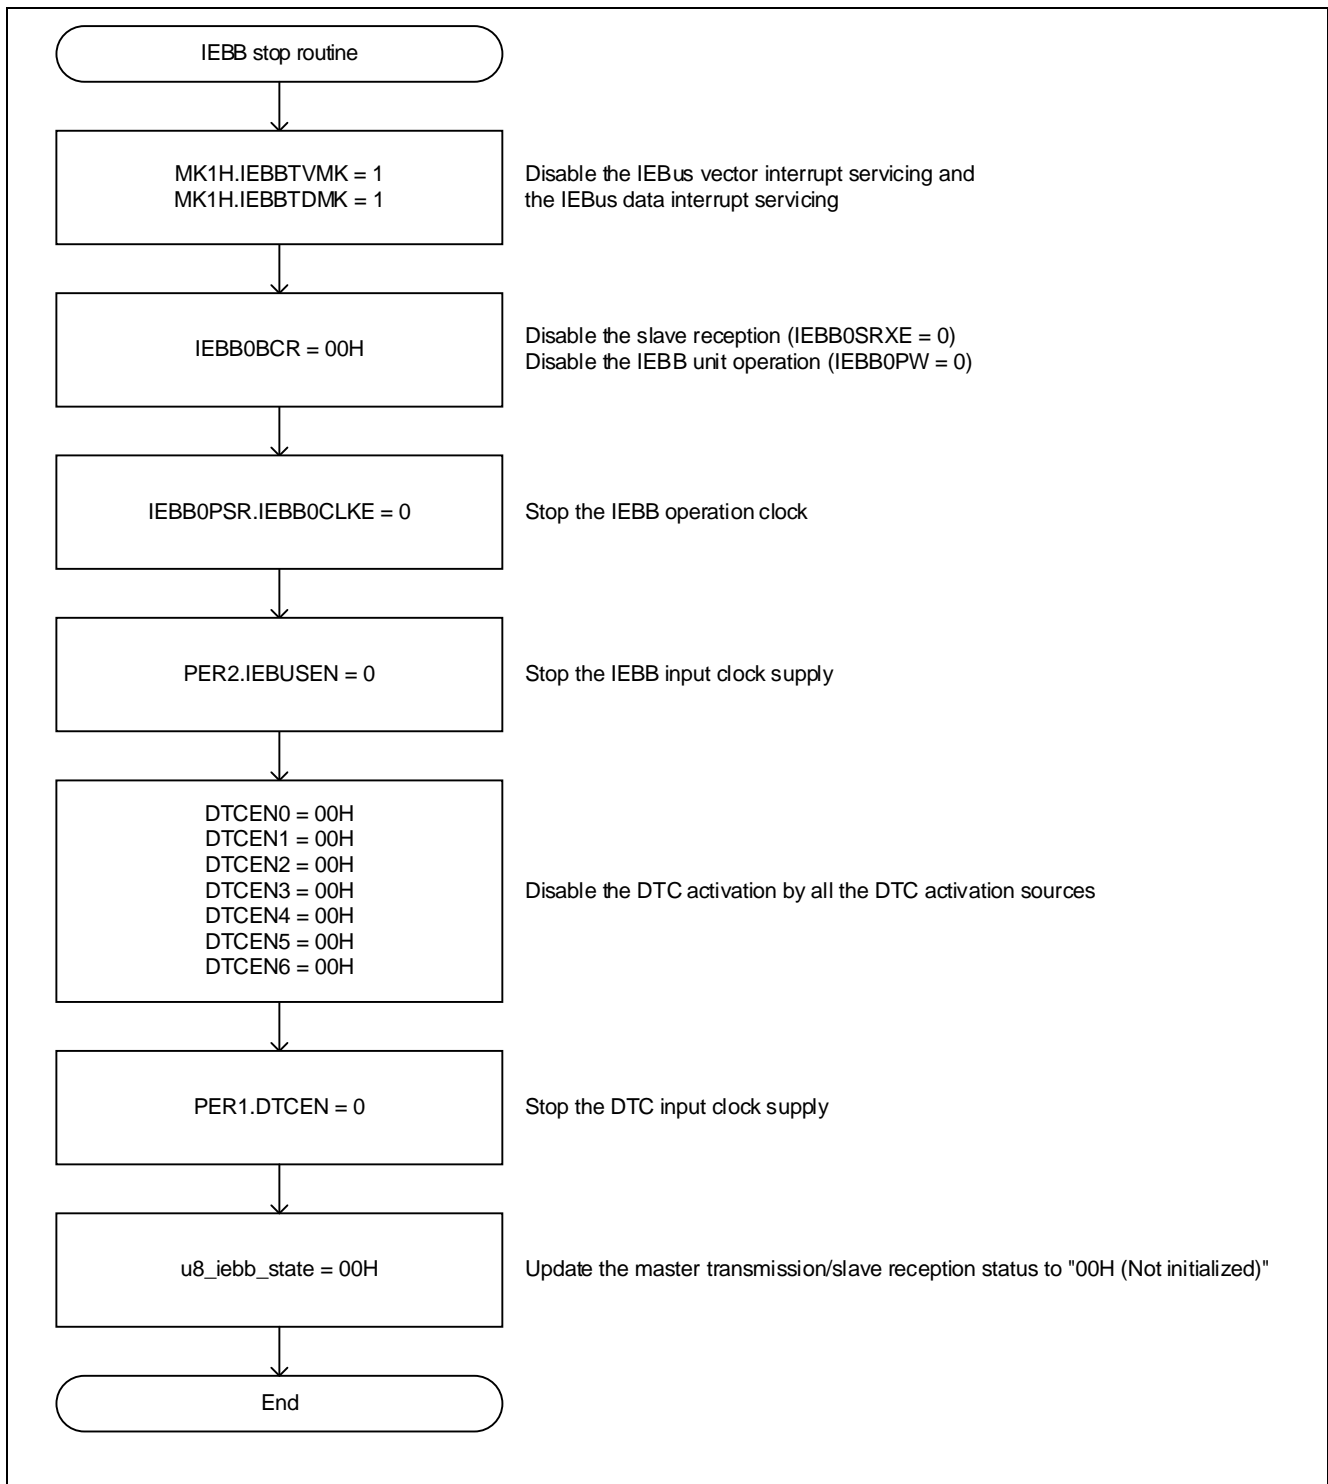 IEBB stop routine
MK1H.IEBBTVMK = 1
MK1H.IEBBTDMK = 1
Disable the IEBus vector interrupt servicing and
the IEBus data interrupt servicing
IEBB0BCR = 00H
Disable the slave reception (IEBB0SRXE = 0)
Disable the IEBB unit operation (IEBB0PW = 0)
IEBB0PSR.IEBB0CLKE = 0
Stop the IEBB operation clock
PER2.IEBUSEN = 0
Stop the IEBB input clock supply
DTCEN0 = 00H
DTCEN1 = 00H
DTCEN2 = 00H
DTCEN3 = 00H
DTCEN4 = 00H
DTCEN5 = 00H
DTCEN6 = 00H
Disable the DTC activation by all the DTC activation sources
PER1.DTCEN = 0
Stop the DTC input clock supply
u8_iebb_state = 00H
Update the master transmission/slave reception status to "00H (Not initialized)"
End